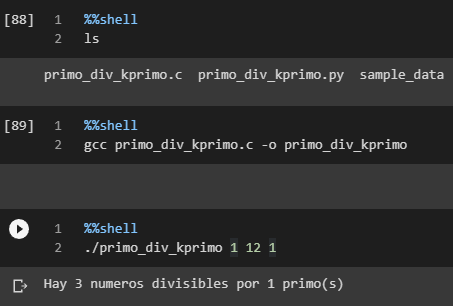 [88] 1 %%shell
2 ls
primo_div_kprimo.c primo_div_kprimo.py sample_data
[89] 1 %%shell
2 gcc primo_div_kprimo.c -o primo_div_kprimo
1 %%shell
2 ./primo_div_kprimo 1 12 1
Hay 3 numeros divisibles por 1 primo(s)